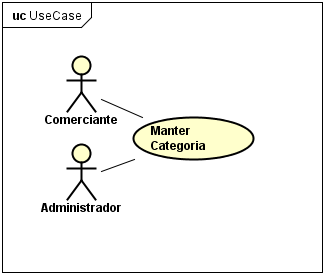 uc UseCase
Comerciante
Manter
Categoria
Administrador